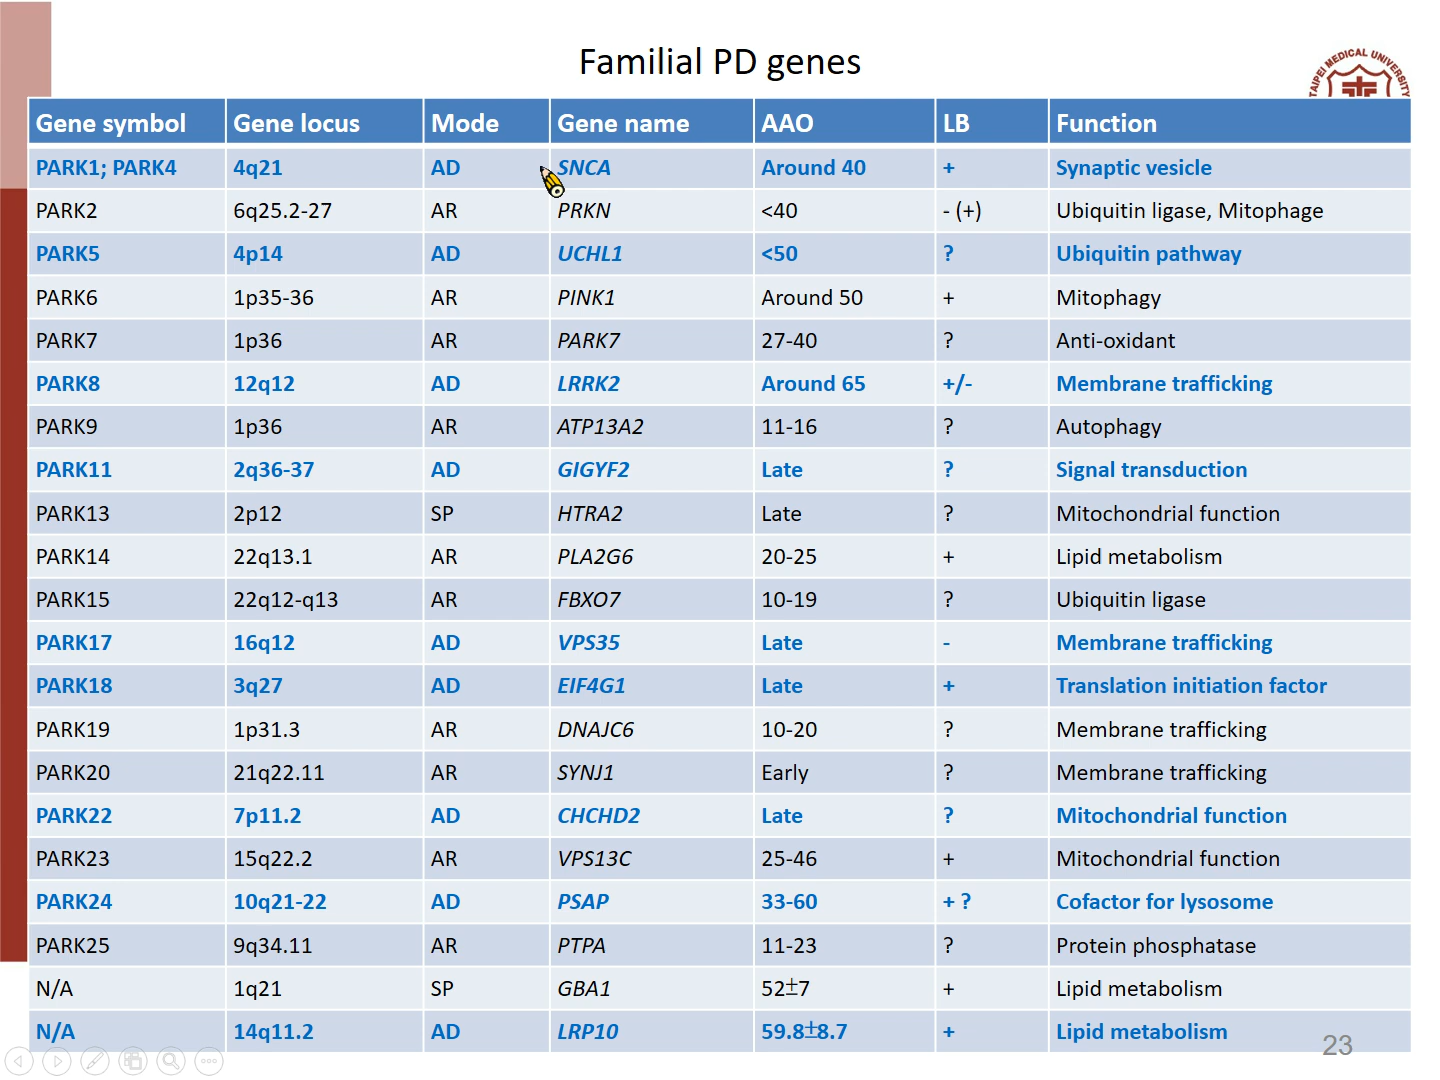 Familial PD genes
TAIPEI MEDICAL UNIVERSITY
Gene symbol Gene locus Mode Gene name AAO LB Function
PARK1; PARK4 4q21 AD SNCA Around 40 + Synaptic vesicle
PARK2 6q25.2-27 AR PRKN <40 - (+) Ubiquitin ligase, Mitophage
PARK5 4p14 AD UCHL1 <50 ? Ubiquitin pathway
PARK6 1p35-36 AR PINK1 Around 50 + Mitophagy
PARK7 1p36 AR PARK7 27-40 ? Anti-oxidant
PARK8 12q12 AD LRRK2 Around 65 +/- Membrane trafficking
PARK9 1p36 AR ATP13A2 11-16 ? Autophagy
PARK11 2q36-37 AD GIGYF2 Late ? Signal transduction
PARK13 2p12 SP HTRA2 Late ? Mitochondrial function
PARK14 22q13.1 AR PLA2G6 20-25 + Lipid metabolism
PARK15 22q12-q13 AR FBXO7 10-19 ? Ubiquitin ligase
PARK17 16q12 AD VPS35 Late - Membrane trafficking
PARK18 3q27 AD EIF4G1 Late + Translation initiation factor
PARK19 1p31.3 AR DNAJC6 10-20 ? Membrane trafficking
PARK20 21q22.11 AR SYNJ1 Early ? Membrane trafficking
PARK22 7p11.2 AD CHCHD2 Late ? Mitochondrial function
PARK23 15q22.2 AR VPS13C 25-46 + Mitochondrial function
PARK24 10q21-22 AD PSAP 33-60 + ? Cofactor for lysosome
PARK25 9q34.11 AR PTPA 11-23 ? Protein phosphatase
N/A 1q21 SP GBA1 52±7 + Lipid metabolism
N/A 14q11.2 AD LRP10 59.8±8.7 + Lipid metabolism
23